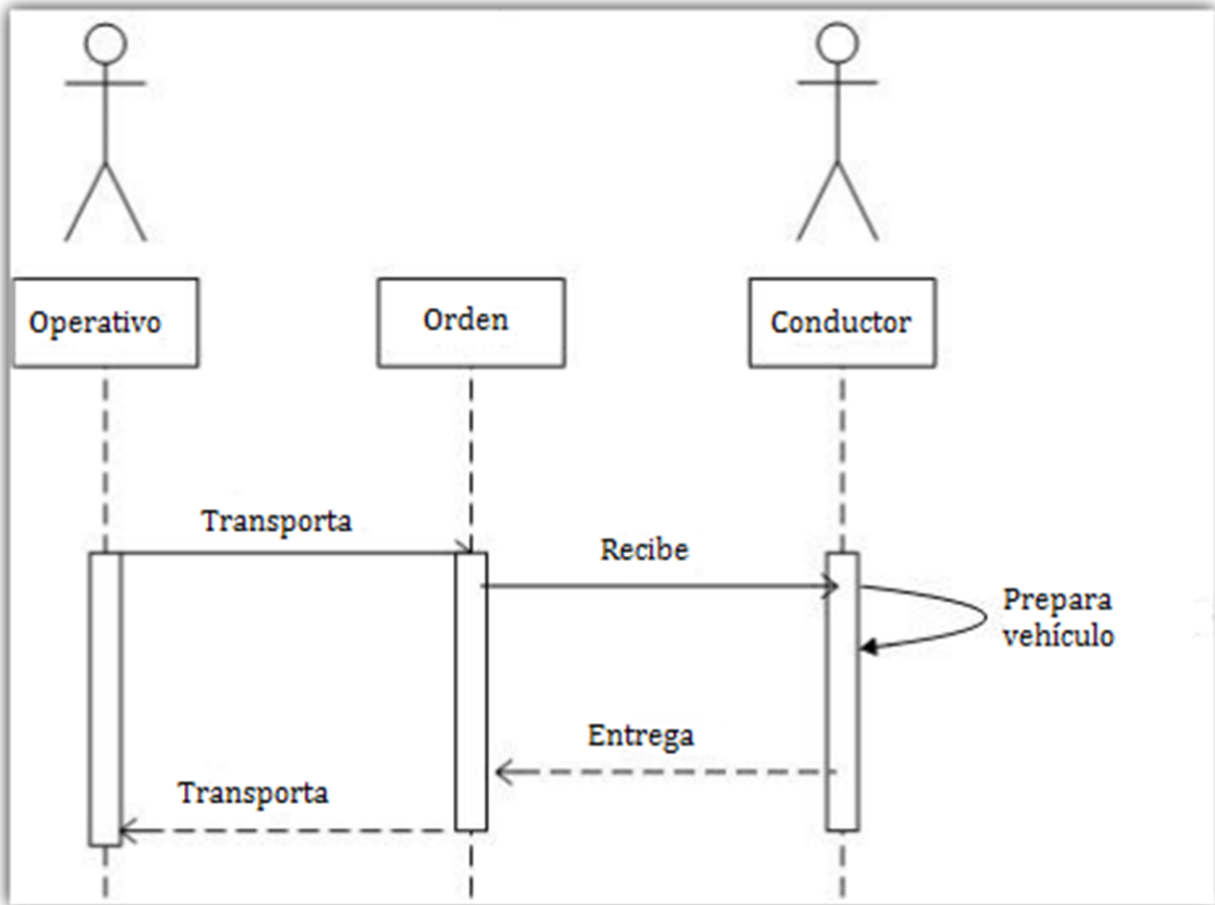 Operativo
Orden
Conductor
Transporta
Recibe
Prepara
vehículo
Entrega
Transporta